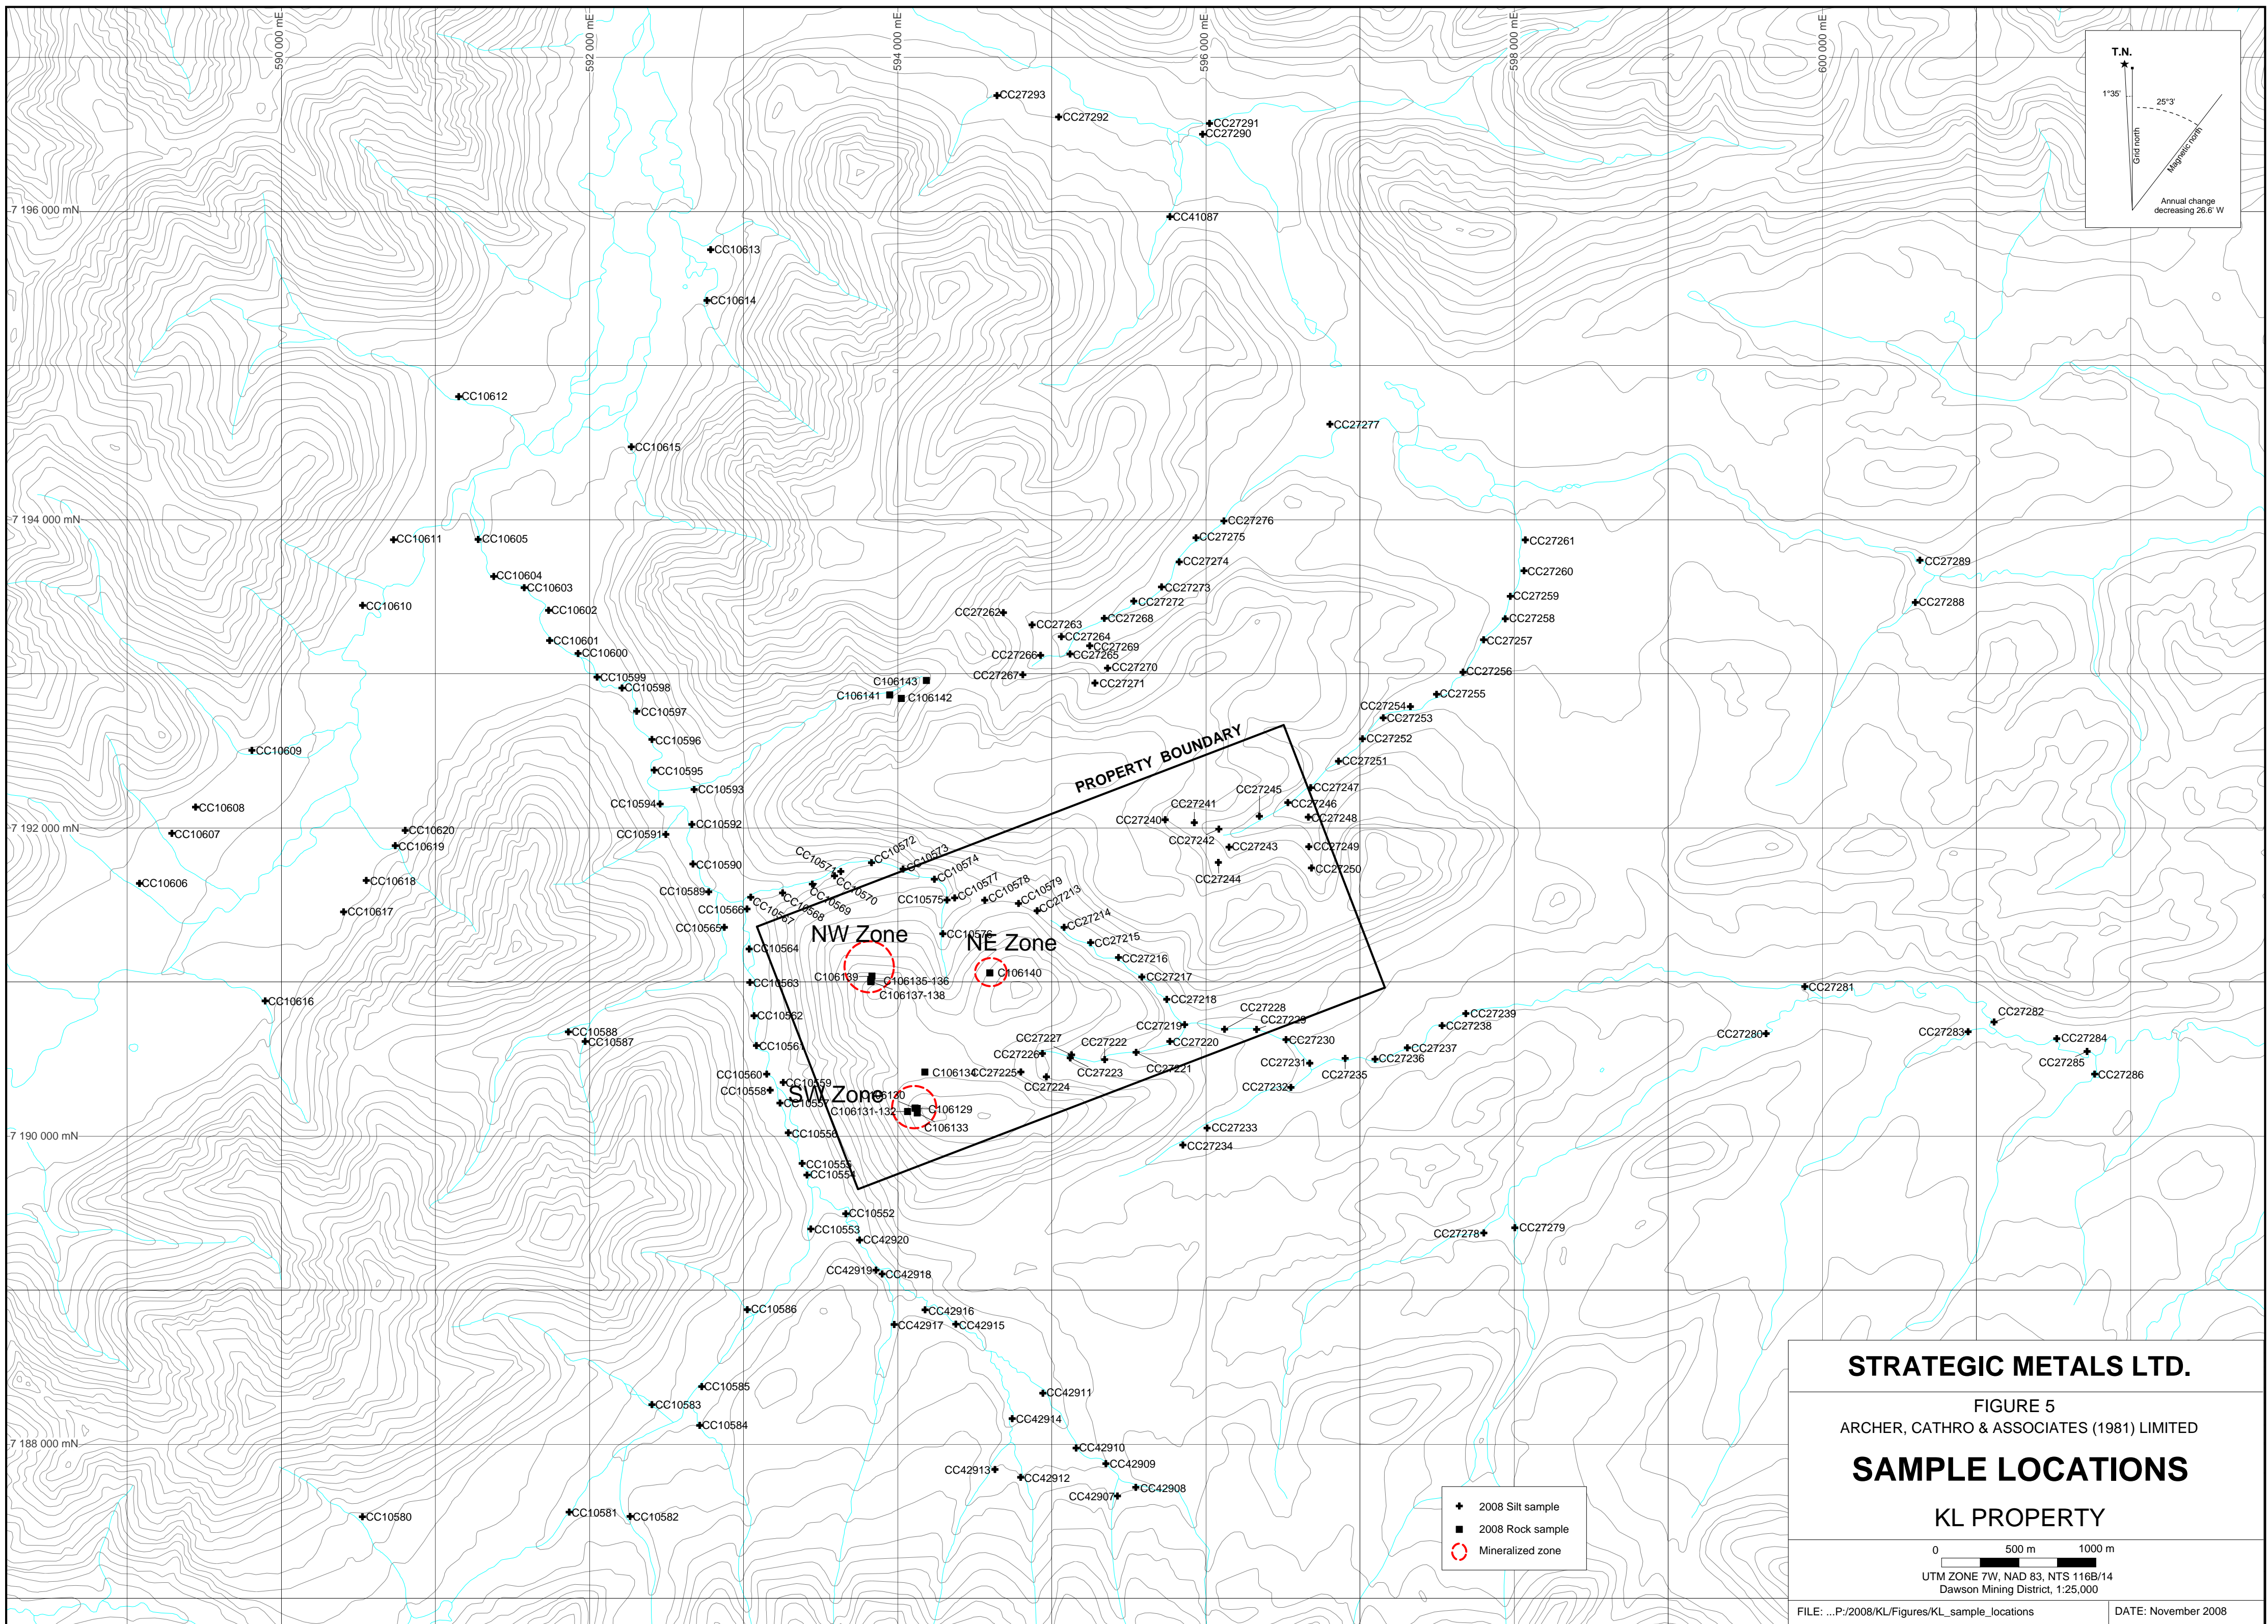 590 000 mE
592 000 mE
594 000 mE
596 000 mE
598 000 mE
600 000 mE
T.N.
1°35'
25°3'
Grid north
Magnetic north
Annual change
decreasing 26.6' W
CC27293
CC27292
CC27291
CC27290
7 196 000 mN
CC41087
CC10613
CC10614
CC10612
CC10615
CC27277
7 194 000 mN
CC27276
CC27275
CC10611
CC10605
CC27261
CC27274
CC27289
CC10604
CC27260
CC10603
CC27273
CC27259
CC27272
CC27288
CC10610
CC10602
CC27262
CC27268
CC27258
CC27263
CC27264
CC10601
CC27257
CC27269
CC10600
CC27266
CC27265
CC27270
CC27256
CC10599
CC27267
C106143
CC27271
CC10598
C106141
C106142
CC27255
CC27254
CC10597
CC27253
PROPERTY BOUNDARY
CC10596
CC27252
CC10609
CC27251
CC10595
CC10593
CC27245
CC27247
CC10594
CC27241
CC27246
CC10608
CC27240
CC27248
7 192 000 mN
CC10607
CC10620
CC10592
CC10591
CC27242
CC10619
CC10572
CC27243
CC27249
CC10573
CC10590
CC10571
CC10574
CC27250
CC27244
CC10606
CC10618
CC10570
CC10577
CC10578
CC10589
CC10569
CC10575
CC10579
CC10568
CC27213
CC10566
CC10567
CC10617
CC10565
CC27214
NW Zone
CC10576
NE Zone
CC27215
CC10564
CC27216
C106139
C106140
CC27217
C106135-136
CC10563
C106137-138
CC27281
CC10616
CC27218
CC27239
CC10562
CC27228
CC27282
CC27219
CC27229
CC27238
CC10588
CC27280
CC27283
CC27227
CC27230
CC27284
CC10587
CC27220
CC10561
CC27222
CC27237
CC27226
CC27285
CC27236
CC27231
CC27221
CC27223
CC27235
C106134
CC27225
CC27286
CC10560
CC27224
CC10559
CC27232
CC10558
SW Zone
C106130
CC10557
C106129
C106131-132
C106133
7 190 000 mN
CC10556
CC27233
CC27234
CC10555
CC10554
CC10552
CC10553
CC27279
CC27278
CC42920
CC42919
CC42918
CC10586
CC42916
CC42917
CC42915
CC10585
CC42911
CC10583
CC42914
CC10584
7 188 000 mN
CC42910
CC42909
CC42913
CC42912
CC42908
CC42907
CC10580
CC10581
CC10582
2008 Silt sample
2008 Rock sample
Mineralized zone
STRATEGIC METALS LTD.
FIGURE 5
ARCHER, CATHRO & ASSOCIATES (1981) LIMITED
SAMPLE LOCATIONS
KL PROPERTY
0 500 m 1000 m
UTM ZONE 7W, NAD 83, NTS 116B/14
Dawson Mining District, 1:25,000
FILE: ...P:/2008/KL/Figures/KL_sample_locations
DATE: November 2008